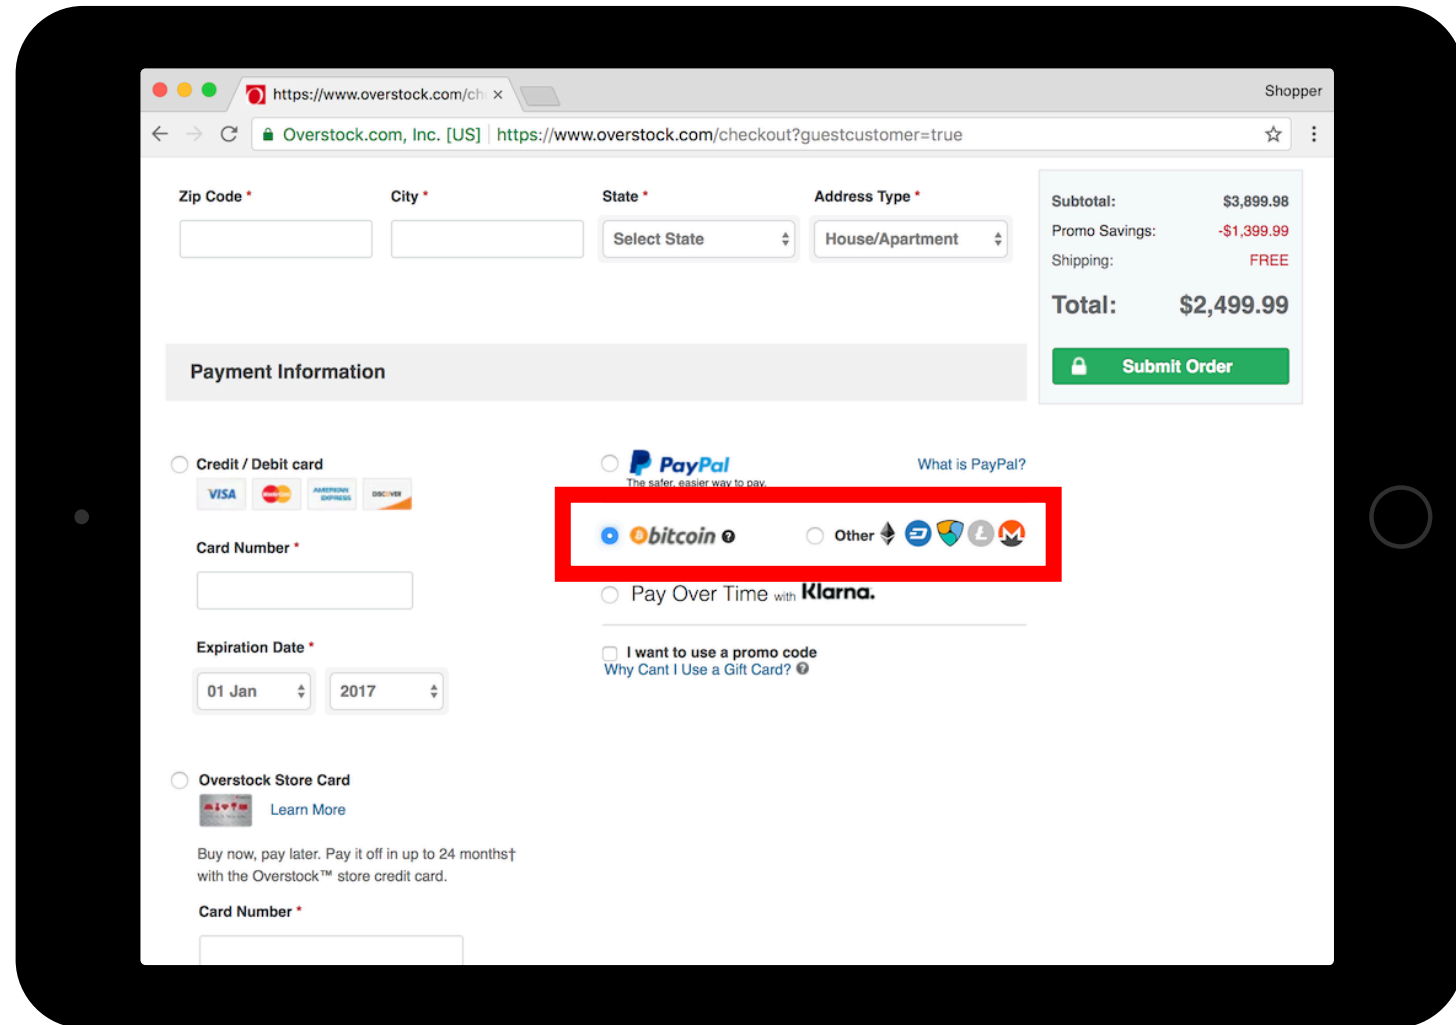 https://www.overstock.com/ch
Shopper
Overstock.com, Inc. [US] https://www.overstock.com/checkout?guestcustomer=true
Zip Code * City * State * Address Type *
Select State House/Apartment
Subtotal: $3,899.98
Promo Savings: -$1,399.99
Shipping: FREE
Total: $2,499.99
Submit Order
Payment Information
Credit / Debit card
VISA MasterCard AMERICAN EXPRESS DISCOVER
Card Number *
Expiration Date *
01 Jan 2017
PayPal What is PayPal?
The safer, easier way to pay.
bitcoin ? Other
Pay Over Time with Klarna.
I want to use a promo code
Why Cant I Use a Gift Card? ?
Overstock Store Card
Learn More
Buy now, pay later. Pay it off in up to 24 months†
with the Overstock™ store credit card.
Card Number *